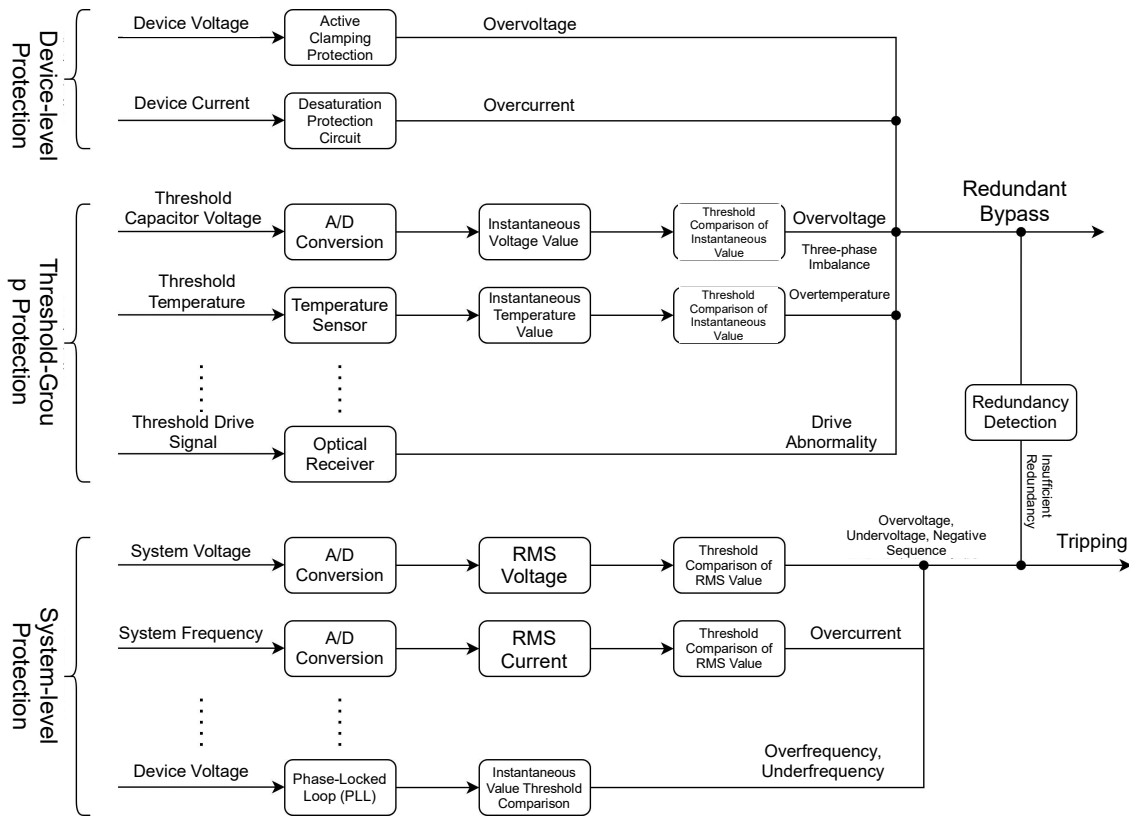 Device-level
Protection
Device Voltage
Active
Clamping
Protection
Overvoltage
Device Current
Desaturation
Protection
Circuit
Overcurrent
Threshold-Grou
p Protection
Threshold
Capacitor Voltage
A/D
Conversion
Instantaneous
Voltage Value
Threshold
Comparison of
Instantaneous
Value
Overvoltage
Three-phase
Imbalance
Redundant
Bypass
Threshold
Temperature
Temperature
Sensor
Instantaneous
Temperature
Value
Threshold
Comparison of
Instantaneous
Value
Overtemperature
Threshold Drive
Signal
Optical
Receiver
Drive
Abnormality
Redundancy
Detection
Insufficient
Redundancy
System-level
Protection
System Voltage
A/D
Conversion
RMS
Voltage
Threshold
Comparison of
RMS Value
Overvoltage,
Undervoltage, Negative
Sequence
Tripping
System Frequency
A/D
Conversion
RMS
Current
Threshold
Comparison of
RMS Value
Overcurrent
Device Voltage
Phase-Locked
Loop (PLL)
Instantaneous
Value Threshold
Comparison
Overfrequency,
Underfrequency